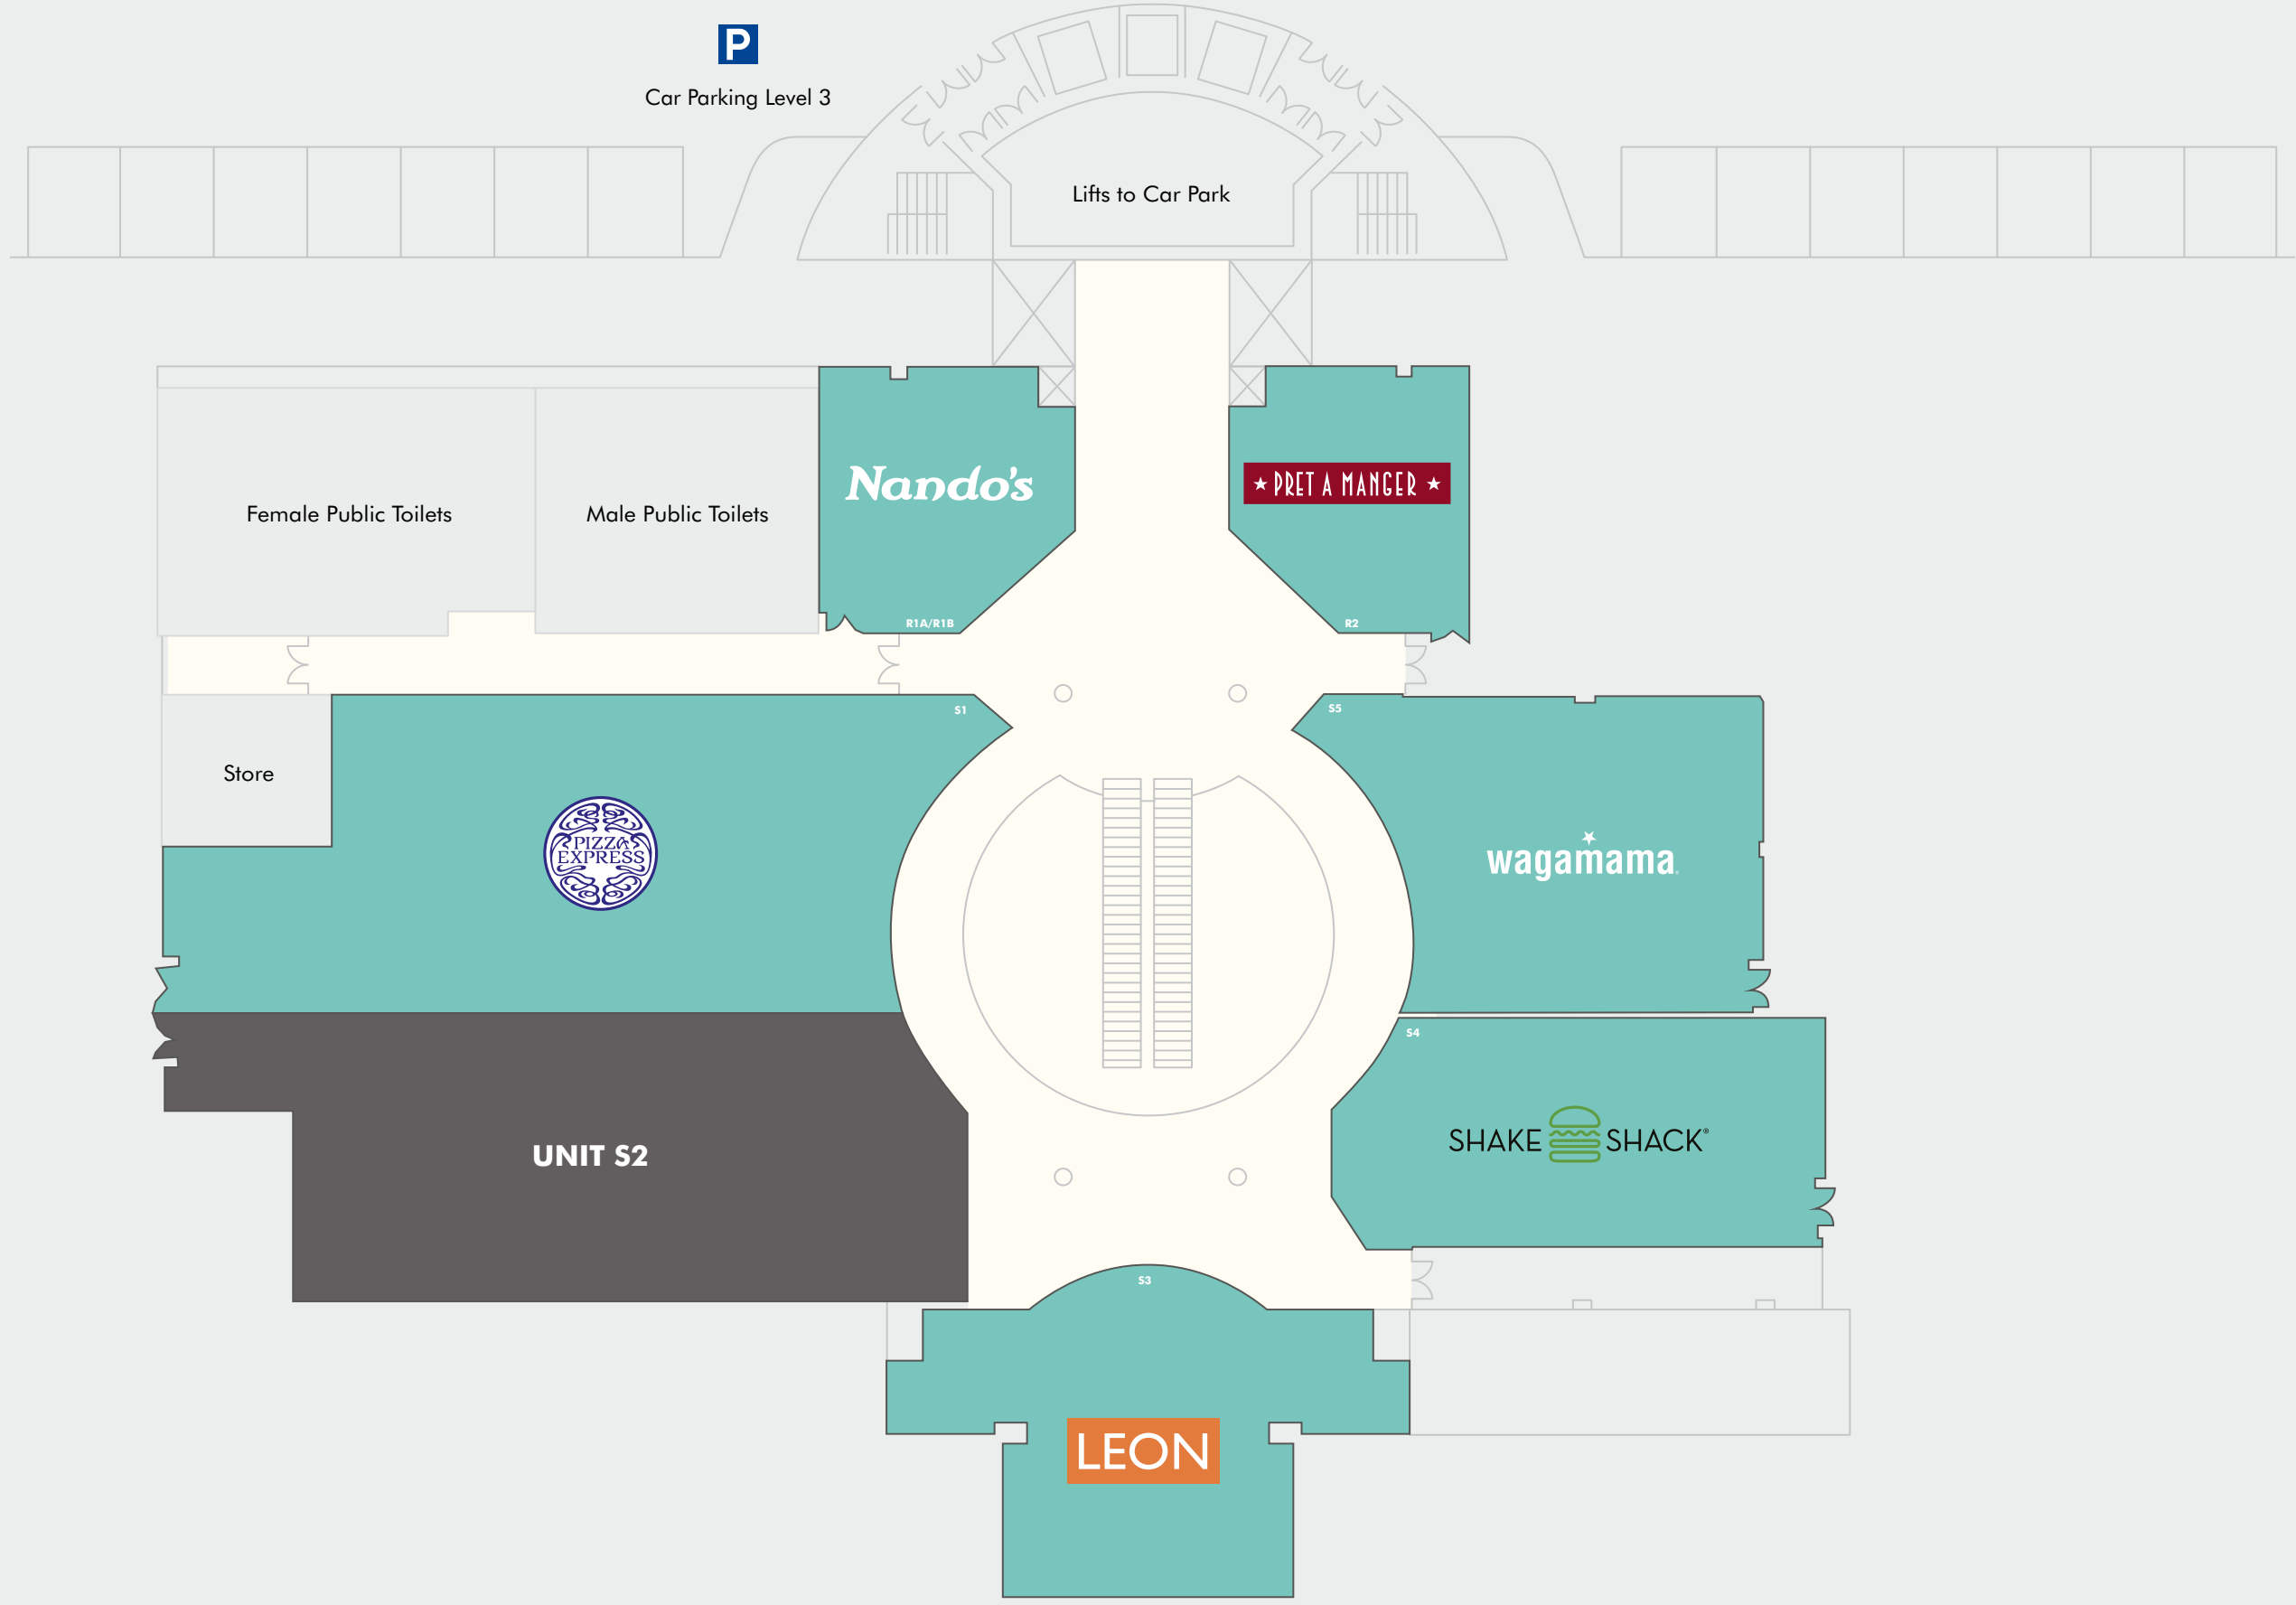 P
Car Parking Level 3
Lifts to Car Park
Nando's
PRET A MANGER
Female Public Toilets
Male Public Toilets
R1A/R1B
R2
S1
S5
Store
PIZZA
EXPRESS
wagamama
S4
SHAKE SHACK®
UNIT S2
S3
LEON